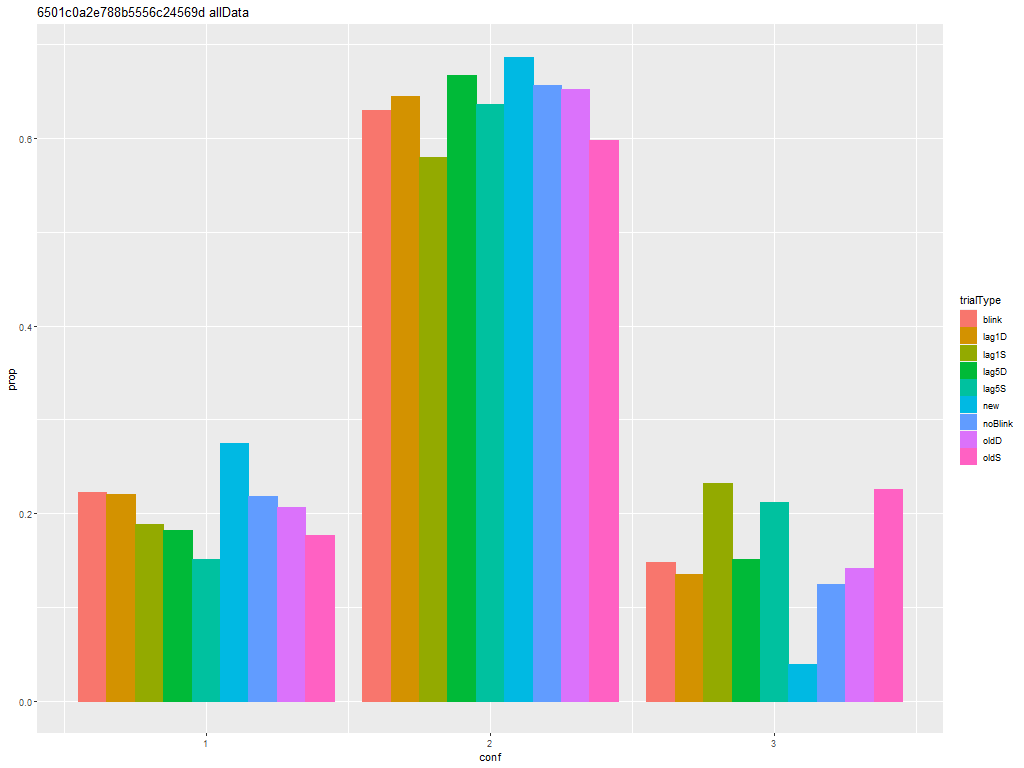 6501c0a2e788b5556c24569d allData
prop
0.6
0.4
0.2
0.0
1
2
3
conf
trialType
blink
lag1D
lag1S
lag5D
lag5S
new
noBlink
oldD
oldS